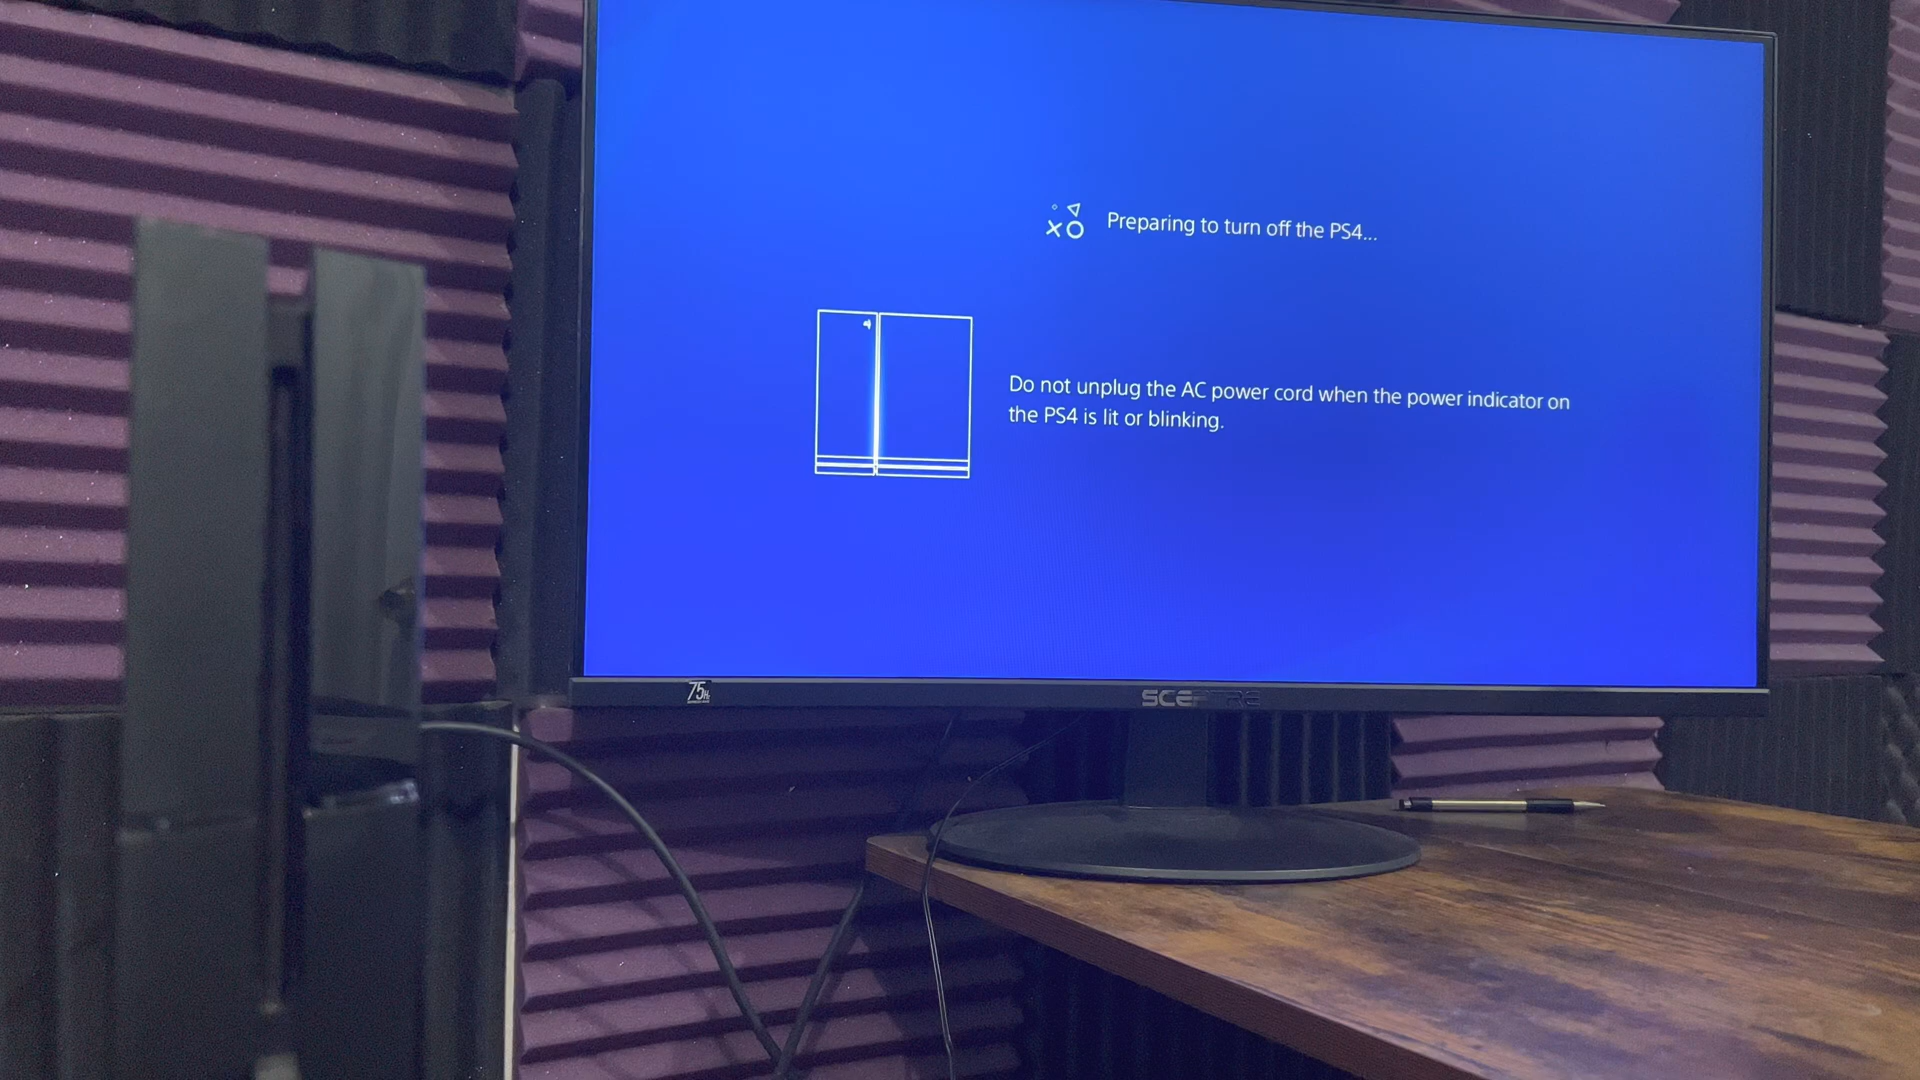 Preparing to turn off the PS4...
Do not unplug the AC power cord when the power indicator on
the PS4 is lit or blinking.
75Hz
SCEPTRE